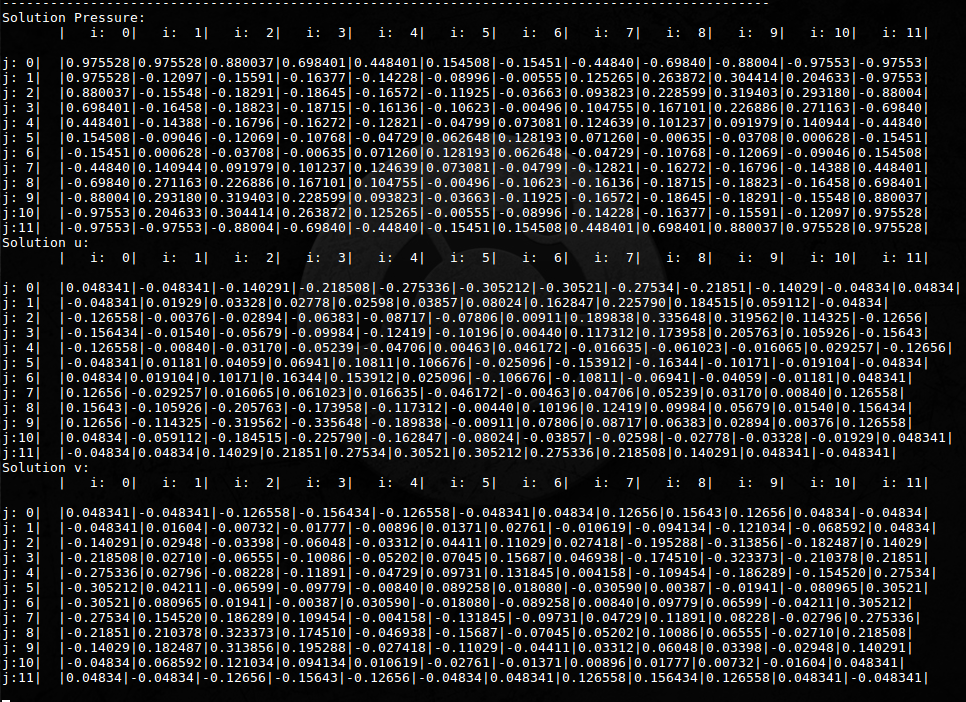 --------------------------------------------------------------------------------------------------
Solution Pressure:
       |   i:  0|   i:  1|   i:  2|   i:  3|   i:  4|   i:  5|   i:  6|   i:  7|   i:  8|   i:  9|   i: 10|   i: 11|
j: 0|  |0.975528|0.975528|0.880037|0.698401|0.448401|0.154508|-0.15451|-0.44840|-0.69840|-0.88004|-0.97553|-0.97553|
j: 1|  |0.975528|-0.12097|-0.15591|-0.16377|-0.14228|-0.08996|-0.00555|0.125265|0.263872|0.304414|0.204633|-0.97553|
j: 2|  |0.880037|-0.15548|-0.18291|-0.18645|-0.16572|-0.11925|-0.03663|0.093823|0.228599|0.319403|0.293180|-0.88004|
j: 3|  |0.698401|-0.16458|-0.18823|-0.18715|-0.16136|-0.10623|-0.00496|0.104755|0.167101|0.226886|0.271163|-0.69840|
j: 4|  |0.448401|-0.14388|-0.16796|-0.16272|-0.12821|-0.04799|0.073081|0.124639|0.101237|0.091979|0.140944|-0.44840|
j: 5|  |0.154508|-0.09046|-0.12069|-0.10768|-0.04729|0.062648|0.128193|0.071260|-0.00635|-0.03708|0.000628|-0.15451|
j: 6|  |-0.15451|0.000628|-0.03708|-0.00635|0.071260|0.128193|0.062648|-0.04729|-0.10768|-0.12069|-0.09046|0.154508|
j: 7|  |-0.44840|0.140944|0.091979|0.101237|0.124639|0.073081|-0.04799|-0.12821|-0.16272|-0.16796|-0.14388|0.448401|
j: 8|  |-0.69840|0.271163|0.226886|0.167101|0.104755|-0.00496|-0.10623|-0.16136|-0.18715|-0.18823|-0.16458|0.698401|
j: 9|  |-0.88004|0.293180|0.319403|0.228599|0.093823|-0.03663|-0.11925|-0.16572|-0.18645|-0.18291|-0.15548|0.880037|
j:10|  |-0.97553|0.204633|0.304414|0.263872|0.125265|-0.00555|-0.08996|-0.14228|-0.16377|-0.15591|-0.12097|0.975528|
j:11|  |-0.97553|-0.97553|-0.88004|-0.69840|-0.44840|-0.15451|0.154508|0.448401|0.698401|0.880037|0.975528|0.975528|
Solution u:
       |   i:  0|   i:  1|   i:  2|   i:  3|   i:  4|   i:  5|   i:  6|   i:  7|   i:  8|   i:  9|   i: 10|   i: 11|
j: 0|  |0.048341|-0.048341|-0.140291|-0.218508|-0.275336|-0.305212|-0.30521|-0.27534|-0.21851|-0.14029|-0.04834|0.04834|
j: 1|  |-0.048341|0.01929|0.03328|0.02778|0.02598|0.03857|0.08024|0.162847|0.225790|0.184515|0.059112|-0.04834|
j: 2|  |-0.126558|-0.00376|-0.02894|-0.06383|-0.08717|-0.07806|0.00911|0.189838|0.335648|0.319562|0.114325|-0.12656|
j: 3|  |-0.156434|-0.01540|-0.05679|-0.09984|-0.12419|-0.10196|0.00440|0.117312|0.173958|0.205763|0.105926|-0.15643|
j: 4|  |-0.126558|-0.00840|-0.03170|-0.05239|-0.04706|0.00463|0.046172|-0.016635|-0.061023|-0.016065|0.029257|-0.12656|
j: 5|  |-0.048341|0.01181|0.04059|0.06941|0.10811|0.106676|-0.025096|-0.153912|-0.16344|-0.10171|-0.019104|-0.04834|
j: 6|  |0.04834|0.019104|0.10171|0.16344|0.153912|0.025096|-0.106676|-0.10811|-0.06941|-0.04059|-0.01181|0.048341|
j: 7|  |0.12656|-0.029257|0.016065|0.061023|0.016635|-0.046172|-0.00463|0.04706|0.05239|0.03170|0.00840|0.126558|
j: 8|  |0.15643|-0.105926|-0.205763|-0.173958|-0.117312|-0.00440|0.10196|0.12419|0.09984|0.05679|0.01540|0.156434|
j: 9|  |0.12656|-0.114325|-0.319562|-0.335648|-0.189838|-0.00911|0.07806|0.08717|0.06383|0.02894|0.00376|0.126558|
j:10|  |0.04834|-0.059112|-0.184515|-0.225790|-0.162847|-0.08024|-0.03857|-0.02598|-0.02778|-0.03328|-0.01929|0.048341|
j:11|  |-0.04834|0.04834|0.14029|0.21851|0.27534|0.30521|0.305212|0.275336|0.218508|0.140291|0.048341|-0.048341|
Solution v:
       |   i:  0|   i:  1|   i:  2|   i:  3|   i:  4|   i:  5|   i:  6|   i:  7|   i:  8|   i:  9|   i: 10|   i: 11|
j: 0|  |0.048341|-0.048341|-0.126558|-0.156434|-0.126558|-0.048341|0.04834|0.12656|0.15643|0.12656|0.04834|-0.04834|
j: 1|  |-0.048341|0.01604|-0.00732|-0.01777|-0.00896|0.01371|0.02761|-0.010619|-0.094134|-0.121034|-0.068592|0.04834|
j: 2|  |-0.140291|0.02948|-0.03398|-0.06048|-0.03312|0.04411|0.11029|0.027418|-0.195288|-0.313856|-0.182487|0.14029|
j: 3|  |-0.218508|0.02710|-0.06555|-0.10086|-0.05202|0.07045|0.15687|0.046938|-0.174510|-0.323373|-0.210378|0.21851|
j: 4|  |-0.275336|0.02796|-0.08228|-0.11891|-0.04729|0.09731|0.131845|0.004158|-0.109454|-0.186289|-0.154520|0.27534|
j: 5|  |-0.305212|0.04211|-0.06599|-0.09779|-0.00840|0.089258|0.018080|-0.030590|0.00387|-0.01941|-0.080965|0.30521|
j: 6|  |-0.30521|0.080965|0.01941|-0.00387|0.030590|-0.018080|-0.089258|0.00840|0.09779|0.06599|-0.04211|0.305212|
j: 7|  |-0.27534|0.154520|0.186289|0.109454|-0.004158|-0.131845|-0.09731|0.04729|0.11891|0.08228|-0.02796|0.275336|
j: 8|  |-0.21851|0.210378|0.323373|0.174510|-0.046938|-0.15687|-0.07045|0.05202|0.10086|0.06555|-0.02710|0.218508|
j: 9|  |-0.14029|0.182487|0.313856|0.195288|-0.027418|-0.11029|-0.04411|0.03312|0.06048|0.03398|-0.02948|0.140291|
j:10|  |-0.04834|0.068592|0.121034|0.094134|0.010619|-0.02761|-0.01371|0.00896|0.01777|0.00732|-0.01604|0.048341|
j:11|  |0.04834|-0.04834|-0.12656|-0.15643|-0.12656|-0.04834|0.048341|0.126558|0.156434|0.126558|0.048341|-0.048341|